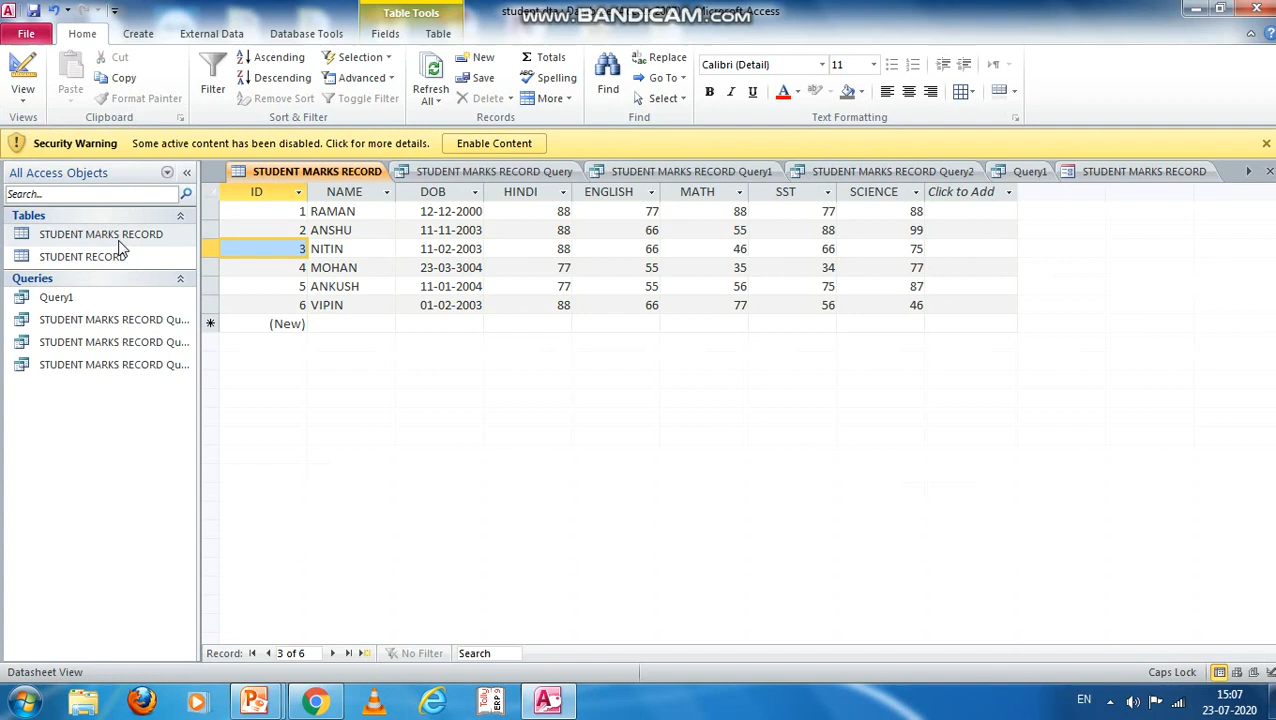 Table Tools
student dta
Microsoft Access
www.BANDICAM.com
File Home Create External Data Database Tools Fields Table
View
Views
Paste
Cut
Copy
Format Painter
Clipboard
Filter
Ascending
Descending
Remove Sort
Selection
Advanced
Toggle Filter
Sort & Filter
Refresh All
New
Save
Delete
Totals
Spelling
More
Records
Find
Replace
Go To
Select
Find
Calibri (Detail) 11
B I U A
Text Formatting
Security Warning Some active content has been disabled. Click for more details. Enable Content
All Access Objects
Search...
Tables
STUDENT MARKS RECORD
STUDENT RECORD
Queries
Query1
STUDENT MARKS RECORD Qu...
STUDENT MARKS RECORD Qu...
STUDENT MARKS RECORD Qu...
STUDENT MARKS RECORD STUDENT MARKS RECORD Query STUDENT MARKS RECORD Query1 STUDENT MARKS RECORD Query2 Query1 STUDENT MARKS RECORD
ID NAME DOB HINDI ENGLISH MATH SST SCIENCE Click to Add
1 RAMAN 12-12-2000 88 77 88 77 88
2 ANSHU 11-11-2003 88 66 55 88 99
3 NITIN 11-02-2003 88 66 46 66 75
4 MOHAN 23-03-3004 77 55 35 34 77
5 ANKUSH 11-01-2004 77 55 56 75 87
6 VIPIN 01-02-2003 88 66 77 56 46
(New)
Record: 3 of 6 No Filter Search
Datasheet View Caps Lock
Tally ERP 9
EN 15:07
23-07-2020